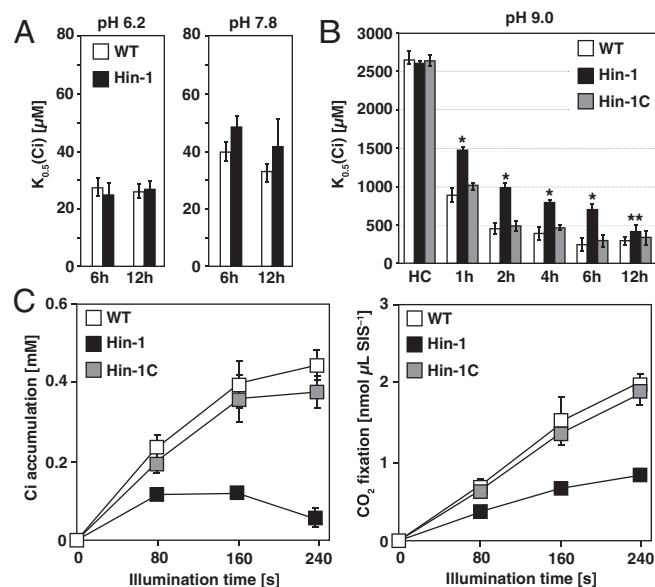 A
pH 6.2
pH 7.8
WT
Hin-1
K0.5(Ci) [µM]
80
60
40
20
0
6h 12h
80
60
40
20
0
6h 12h
B
pH 9.0
WT
Hin-1
Hin-1C
K0.5(Ci) [µM]
3000
2500
2000
1500
1000
500
0
* * * * **
HC 1h 2h 4h 6h 12h
C
WT
Hin-1
Hin-1C
Ci accumulation [mM]
0.6
0.4
0.2
0
0 80 160 240
Illumination time [s]
WT
Hin-1
Hin-1C
CO2 fixation [nmol µL SIS−1]
3
2
1
0
0 80 160 240
Illumination time [s]